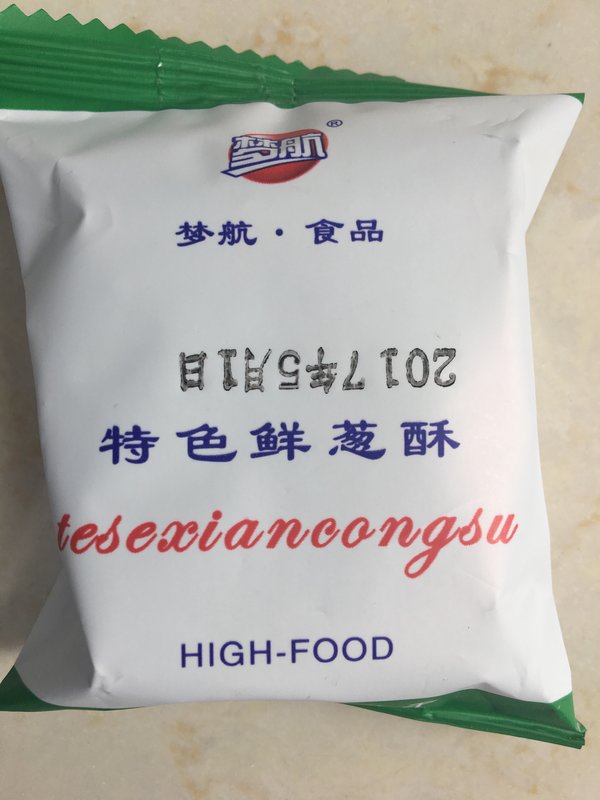 梦航®
梦航·食品
2017年5月1日
特色鲜葱酥
tesexiancongsu
HIGH-FOOD